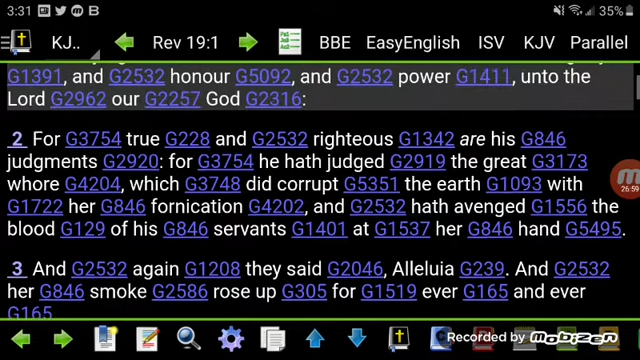 3:31 B 35%
KJ.. Rev 19:1 BBE EasyEnglish ISV KJV Parallel
G1391, and G2532 honour G5092, and G2532 power G1411, unto the
Lord G2962 our G2257 God G2316:
2 For G3754 true G228 and G2532 righteous G1342 are his G846
judgments G2920: for G3754 he hath judged G2919 the great G3173
whore G4204, which G3748 did corrupt G5351 the earth G1093 with
G1722 her G846 fornication G4202, and G2532 hath avenged G1556 the
blood G129 of his G846 servants G1401 at G1537 her G846 hand G5495.
3 And G2532 again G1208 they said G2046, Alleluia G239. And G2532
her G846 smoke G2586 rose up G305 for G1519 ever G165 and ever
G165.
M
26:59
Recorded by MOBIZEN